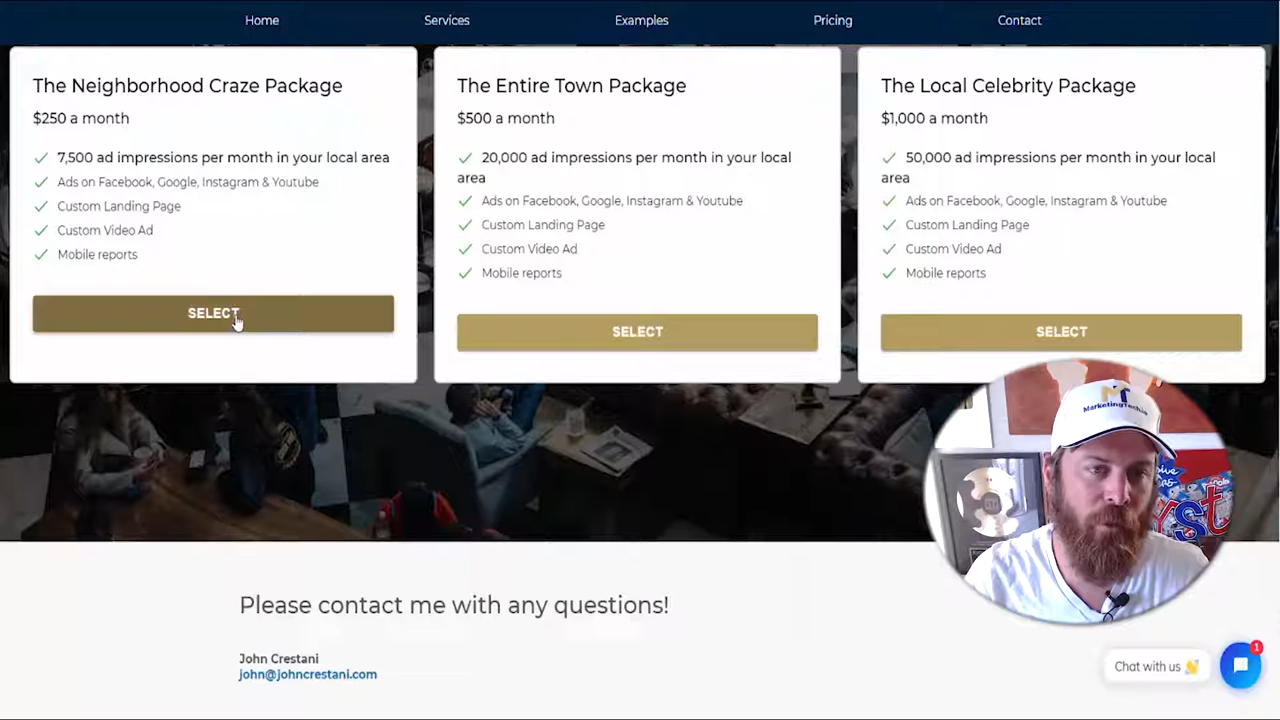 Home Services Examples Pricing Contact
The Neighborhood Craze Package
$250 a month
7,500 ad impressions per month in your local area
Ads on Facebook, Google, Instagram & Youtube
Custom Landing Page
Custom Video Ad
Mobile reports
SELECT
The Entire Town Package
$500 a month
20,000 ad impressions per month in your local
area
Ads on Facebook, Google, Instagram & Youtube
Custom Landing Page
Custom Video Ad
Mobile reports
SELECT
The Local Celebrity Package
$1,000 a month
50,000 ad impressions per month in your local
area
Ads on Facebook, Google, Instagram & Youtube
Custom Landing Page
Custom Video Ad
Mobile reports
SELECT
MT
Please contact me with any questions!
John Crestani
john@johncrestani.com
Chat with us 👋
1